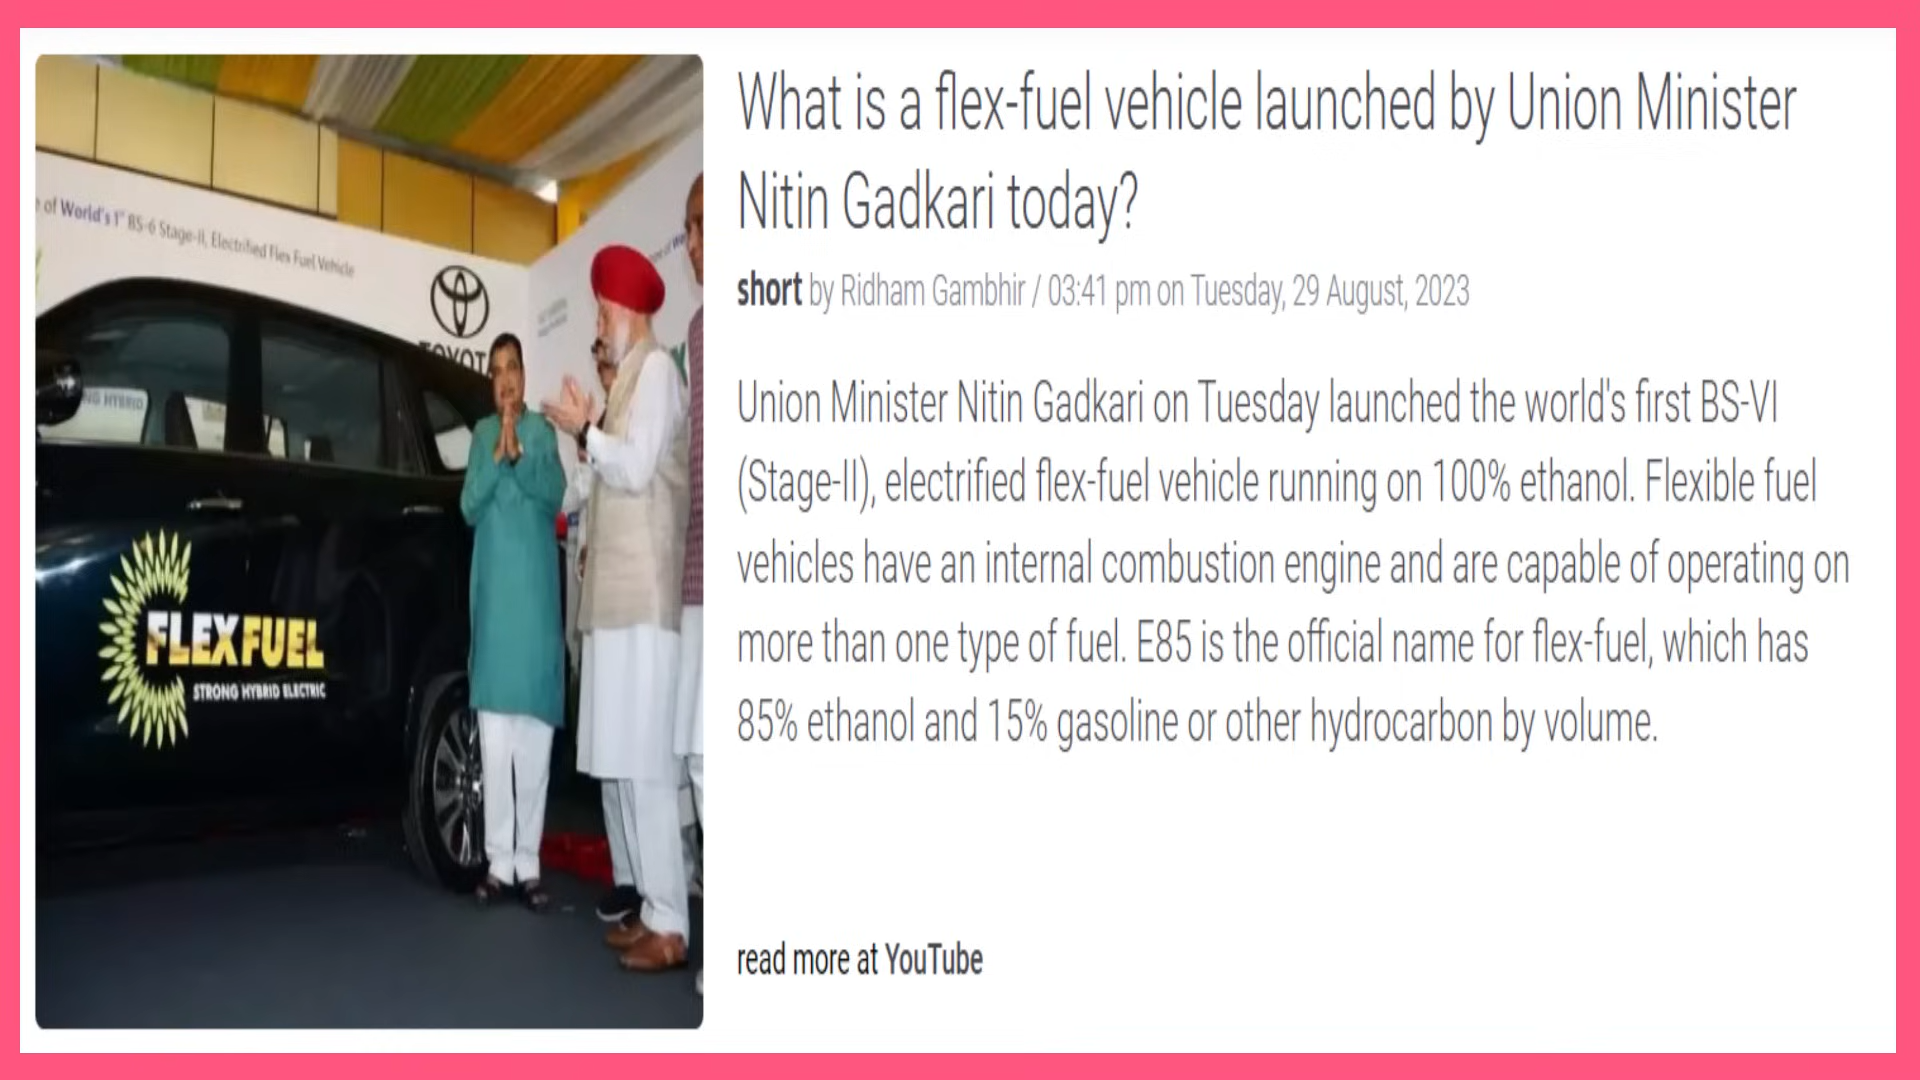 What is a flex-fuel vehicle launched by Union Minister
Nitin Gadkari today?
short by Ridham Gambhir / 03:41 pm on Tuesday, 29 August, 2023
Union Minister Nitin Gadkari on Tuesday launched the world's first BS-VI
(Stage-II), electrified flex-fuel vehicle running on 100% ethanol. Flexible fuel
vehicles have an internal combustion engine and are capable of operating on
more than one type of fuel. E85 is the official name for flex-fuel, which has
85% ethanol and 15% gasoline or other hydrocarbon by volume.
read more at YouTube
of World's 1st BS-6 Stage-II, Electrified Flex Fuel Vehicle
TOYOT
NG HYBRID
FLEX FUEL
STRONG HYBRID ELECTRIC